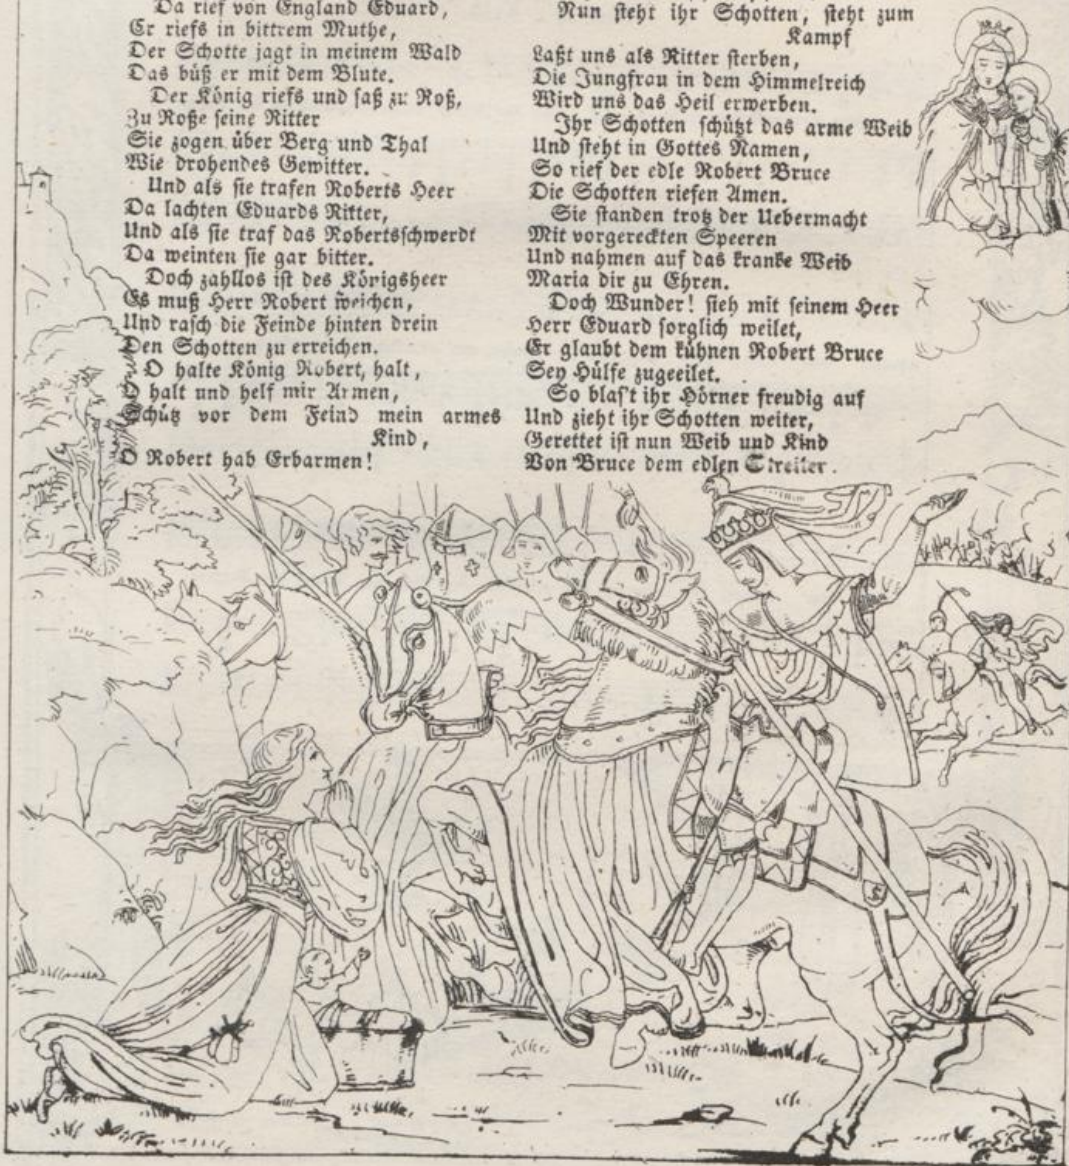 Da rief von England Eduard,
Er riefs in bittrem Muthe,
Der Schotte jagt in meinem Wald
Das büß er mit dem Blute.
Der König riefs und saß zu Roß,
Zu Roße seine Ritter
Sie zogen über Berg und Thal
Wie drohendes Gewitter.
Und als sie trafen Roberts Heer
Da lachten Eduards Ritter,
Und als sie traf das Robertsschwerdt
Da weinten sie gar bitter.
Doch zahllos ist des Königsheer
Es muß Herr Robert weichen,
Und rasch die Feinde hinten drein
Den Schotten zu erreichen.
O halte König Robert, halt,
O halt und helf mir Armen,
Schütz vor dem Feind mein armes
Kind,
O Robert hab Erbarmen!
Nun steht ihr Schotten, steht zum
Kampf
Laßt uns als Ritter sterben,
Die Jungfrau in dem Himmelreich
Wird uns das Heil erwerben.
Ihr Schotten schützt das arme Weib
Und steht in Gottes Namen,
So rief der edle Robert Bruce
Die Schotten riefen Amen.
Sie standen trotz der Uebermacht
Mit vorgereckten Speeren
Und nahmen auf das kranke Weib
Maria dir zu Ehren.
Doch Wunder! sieh mit seinem Heer
Herr Eduard sorglich weilet,
Er glaubt dem kühnen Robert Bruce
Sey Hülfe zugeeilet.
So blas't ihr Hörner freudig auf
Und zieht ihr Schotten weiter,
Gerettet ist nun Weib und Kind
Von Bruce dem edlen Streiter.